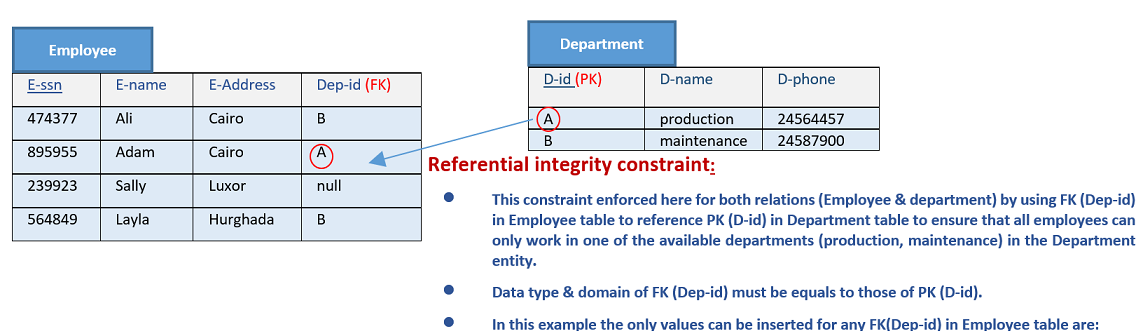 Employee
E-ssn E-name E-Address Dep-id (FK)
474377 Ali Cairo B
895955 Adam Cairo A
239923 Sally Luxor null
564849 Layla Hurghada B
Department
D-id (PK) D-name D-phone
A production 24564457
B maintenance 24587900
Referential integrity constraint:
• This constraint enforced here for both relations (Employee & department) by using FK (Dep-id)
in Employee table to reference PK (D-id) in Department table to ensure that all employees can
only work in one of the available departments (production, maintenance) in the Department
entity.
• Data type & domain of FK (Dep-id) must be equals to those of PK (D-id).
• In this example the only values can be inserted for any FK(Dep-id) in Employee table are: